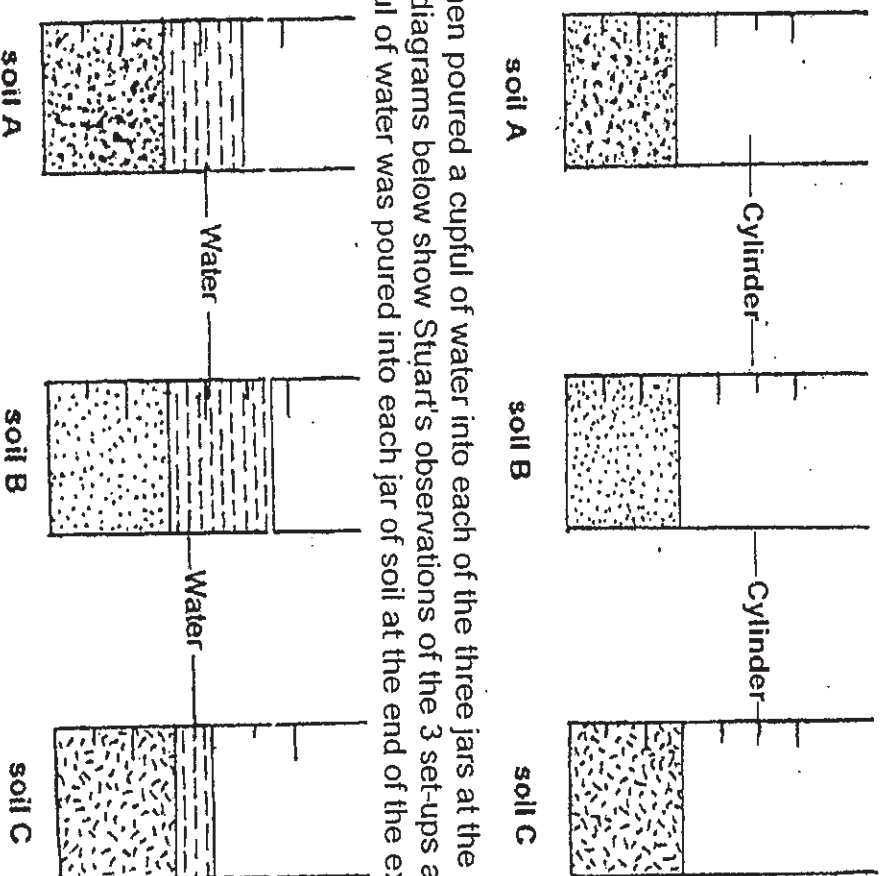 Cylinder Cylinder
soil A soil B soil C
en poured a cupful of water into each of the three jars at the
diagrams below show Stuart's observations of the 3 set-ups a
l of water was poured into each jar of soil at the end of the ex
Water Water
soil A soil B soil C